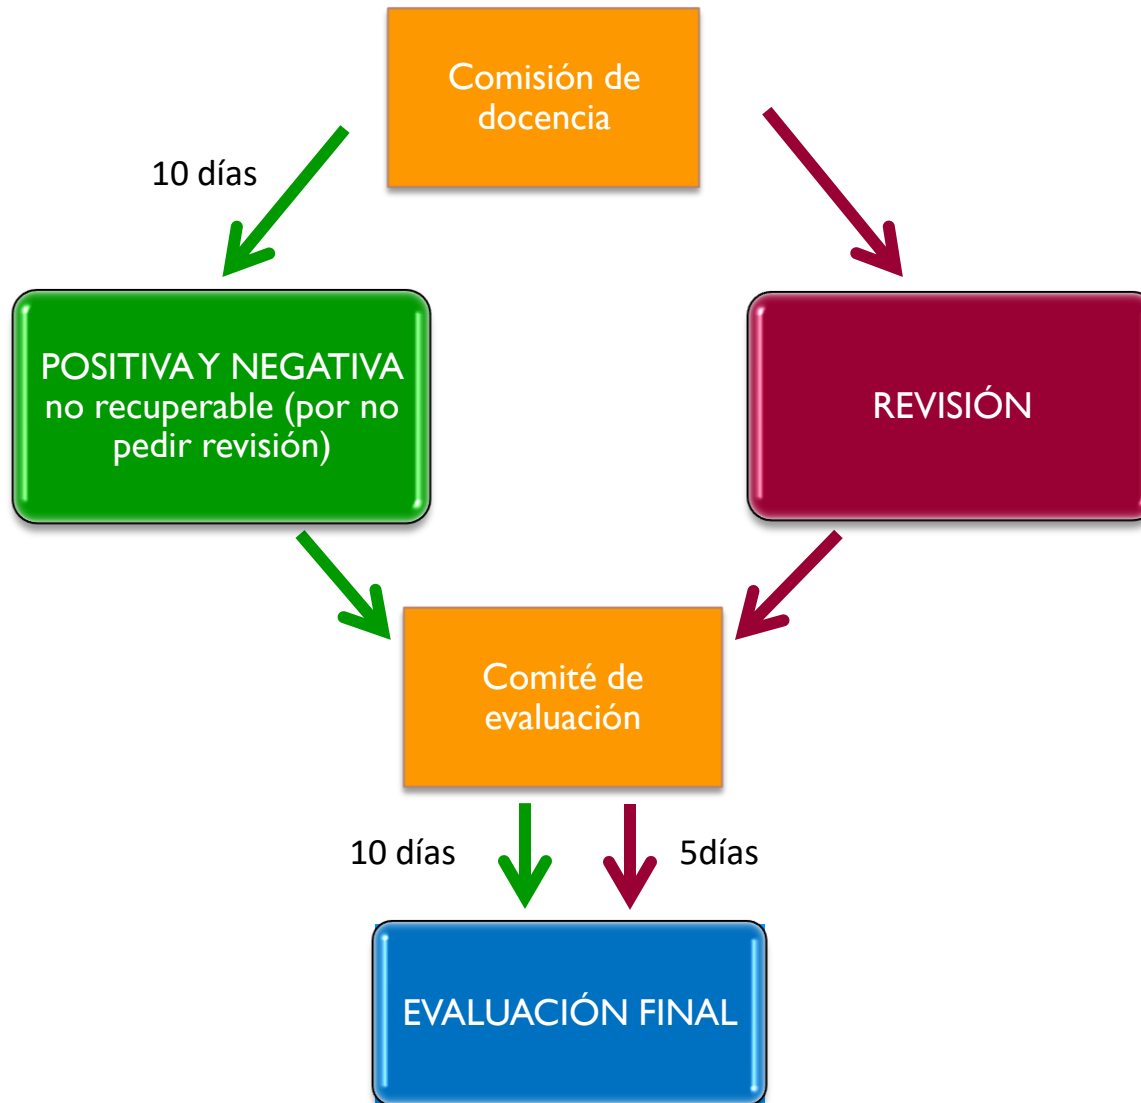 Comisión de
docencia
10 días
POSITIVA Y NEGATIVA
no recuperable (por no
pedir revisión)
REVISIÓN
Comité de
evaluación
10 días
5días
EVALUACIÓN FINAL